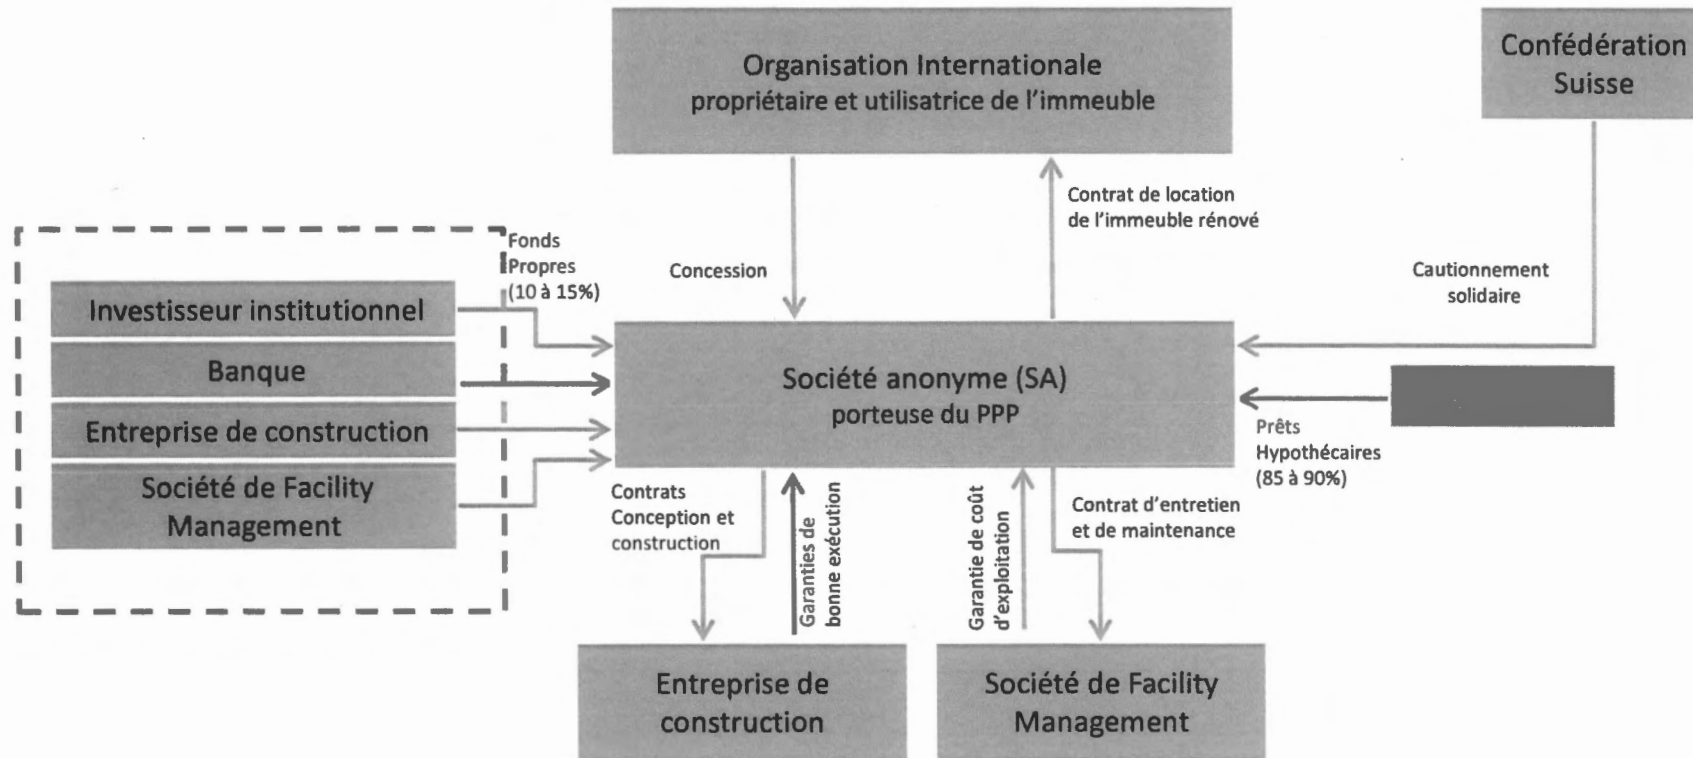 Organisation Internationale
propriétaire et utilisatrice de l'immeuble
Confédération
Suisse
Contrat de location
de l'immeuble rénové
Fonds
Propres
(10 à 15%)
Concession
Cautionnement
solidaire
Investisseur institutionnel
Banque
Entreprise de construction
Société de Facility
Management
Société anonyme (SA)
porteuse du PPP
Prêts
Hypothécaires
(85 à 90%)
Contrats
Conception et
construction
Garanties de
bonne exécution
Garantie de coût
d'exploitation
Contrat d'entretien
et de maintenance
Entreprise de
construction
Société de Facility
Management